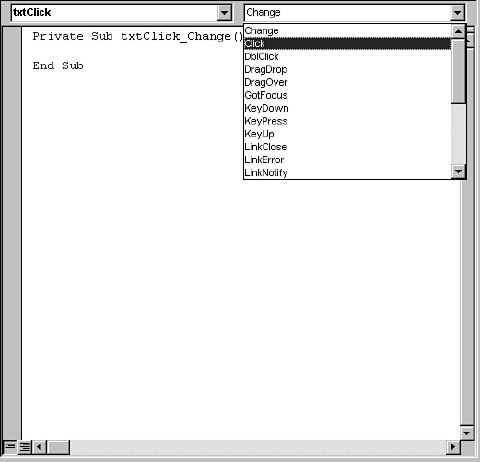 txtClick Change
Private Sub txtClick_Change()
End Sub
Change
Click
DblClick
DragDrop
DragOver
GotFocus
KeyDown
KeyPress
KeyUp
LinkClose
LinkError
LinkNotify